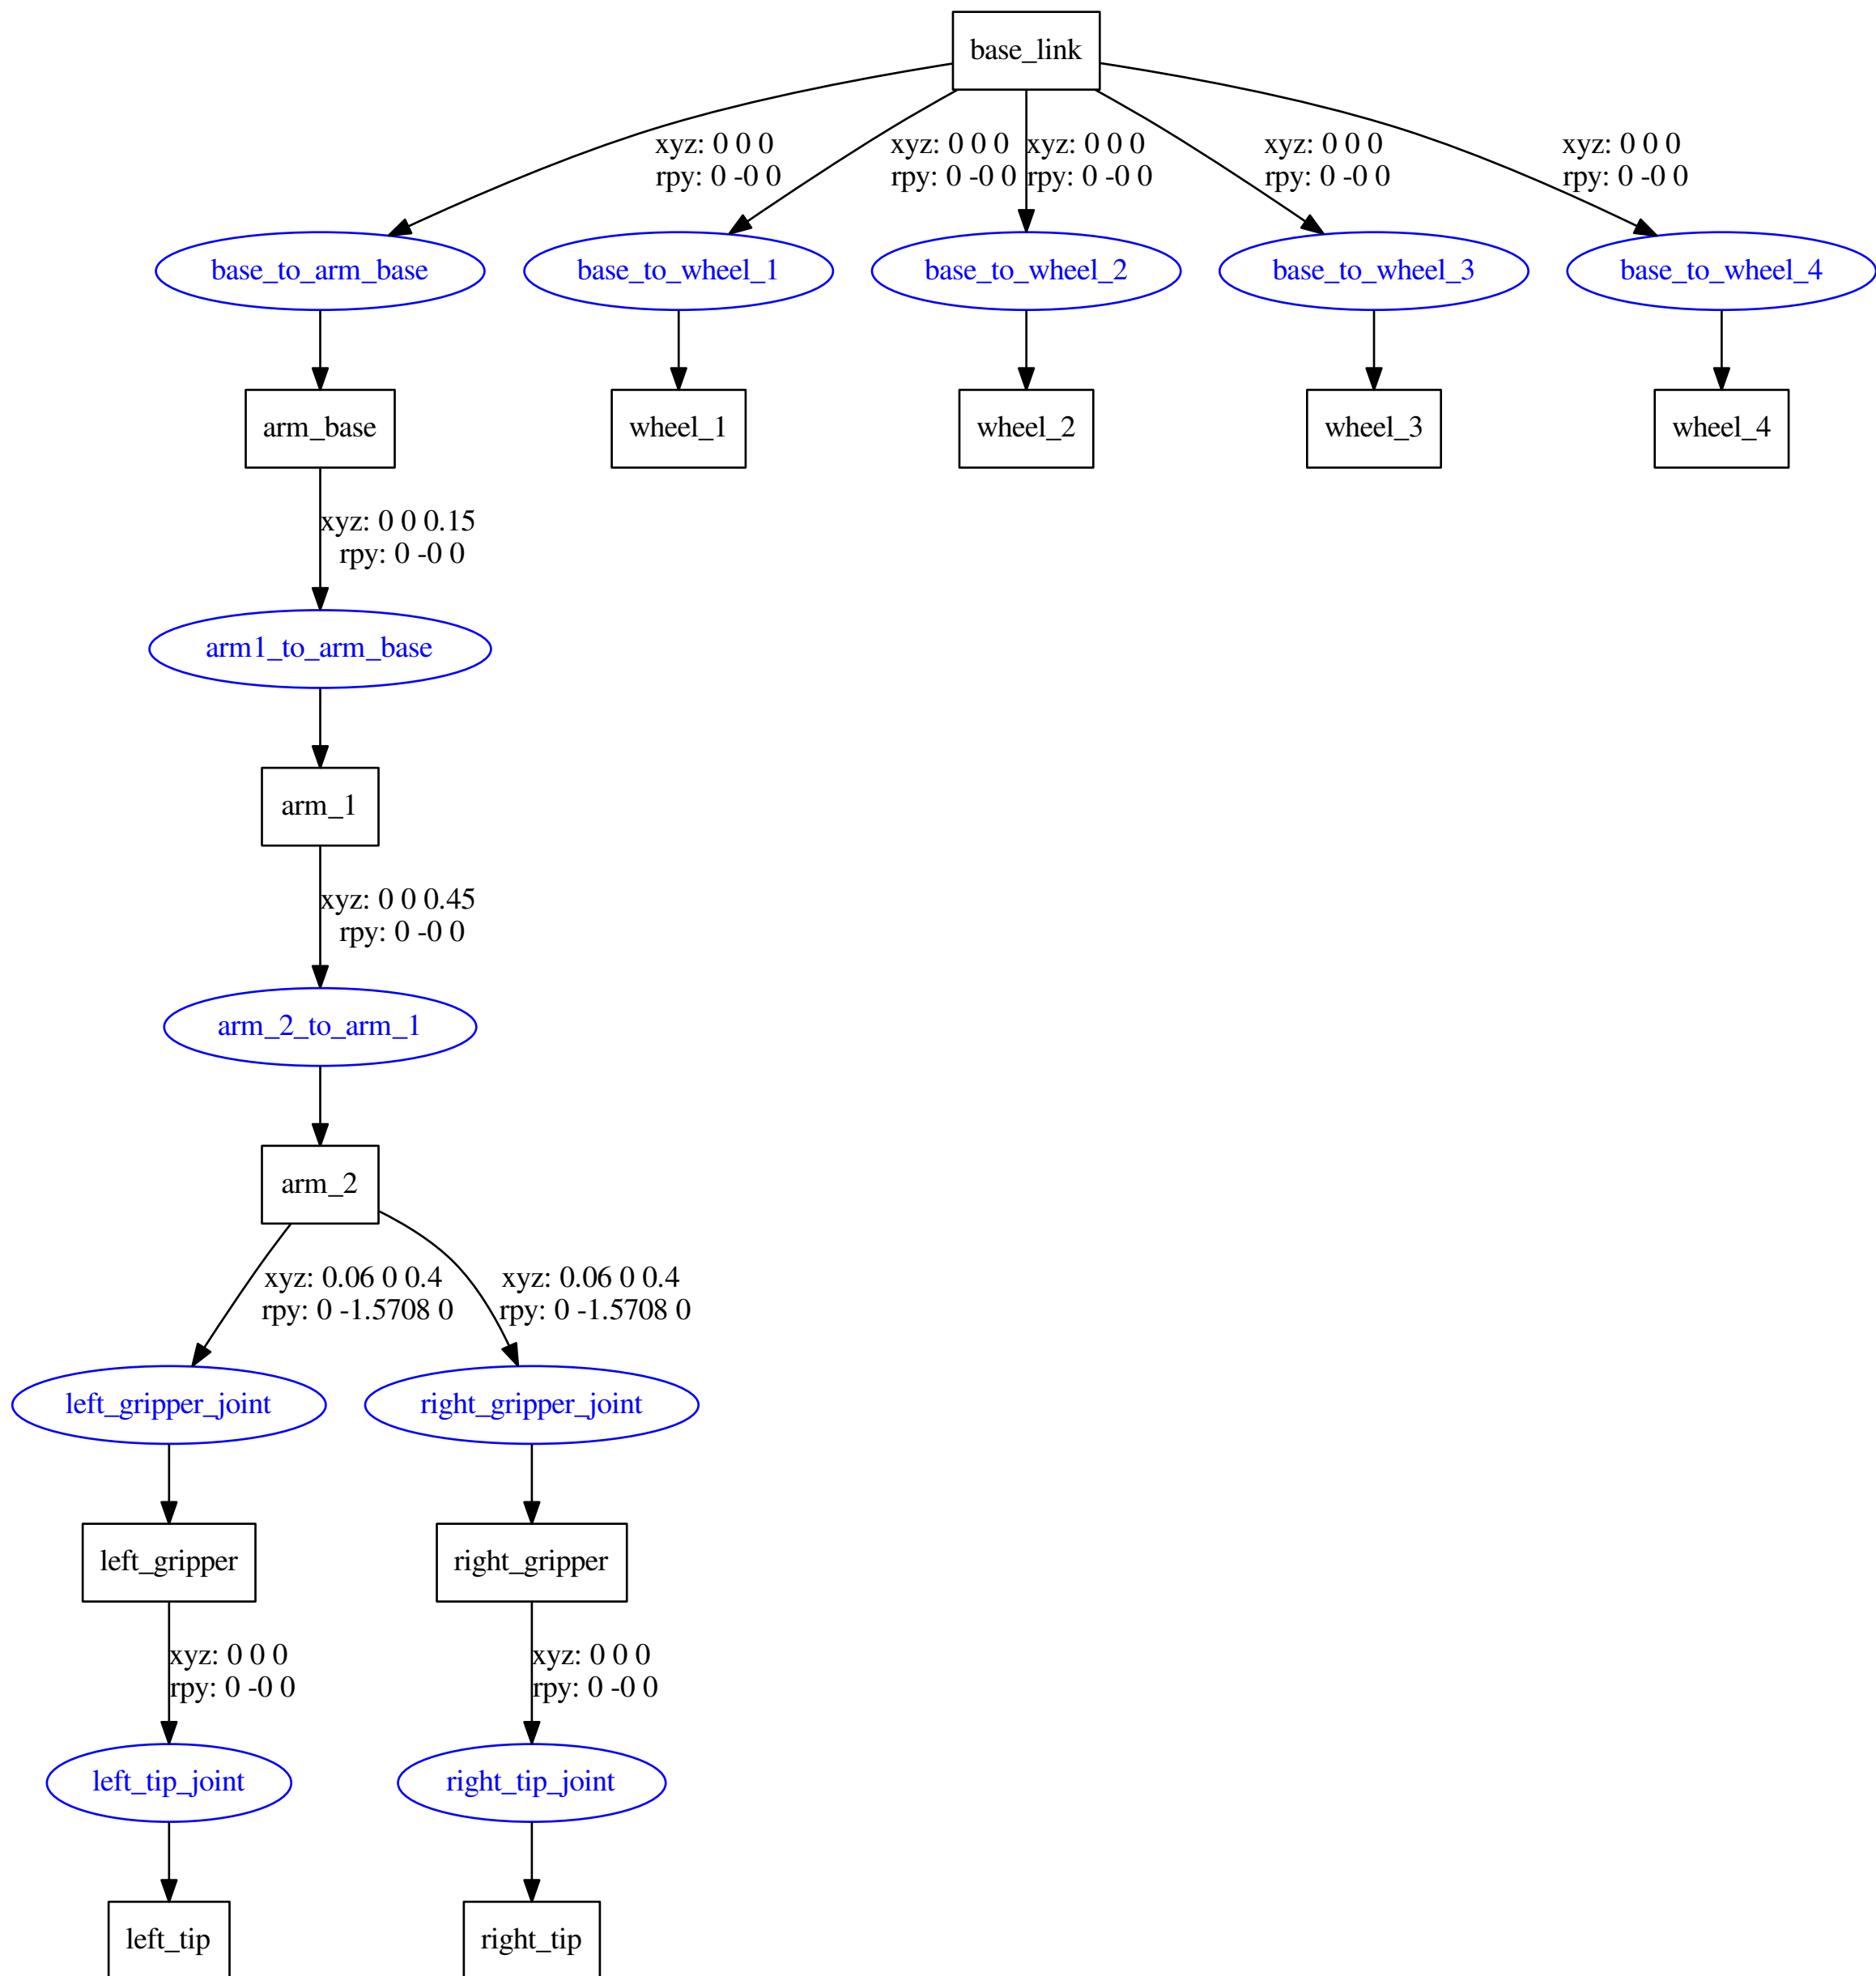 base_link
xyz: 0 0 0
rpy: 0 -0 0
xyz: 0 0 0
rpy: 0 -0 0
xyz: 0 0 0
rpy: 0 -0 0
xyz: 0 0 0
rpy: 0 -0 0
xyz: 0 0 0
rpy: 0 -0 0
base_to_arm_base
base_to_wheel_1
base_to_wheel_2
base_to_wheel_3
base_to_wheel_4
arm_base
wheel_1
wheel_2
wheel_3
wheel_4
xyz: 0 0 0.15
rpy: 0 -0 0
arm1_to_arm_base
arm_1
xyz: 0 0 0.45
rpy: 0 -0 0
arm_2_to_arm_1
arm_2
xyz: 0.06 0 0.4
rpy: 0 -1.5708 0
xyz: 0.06 0 0.4
rpy: 0 -1.5708 0
left_gripper_joint
right_gripper_joint
left_gripper
right_gripper
xyz: 0 0 0
rpy: 0 -0 0
xyz: 0 0 0
rpy: 0 -0 0
left_tip_joint
right_tip_joint
left_tip
right_tip